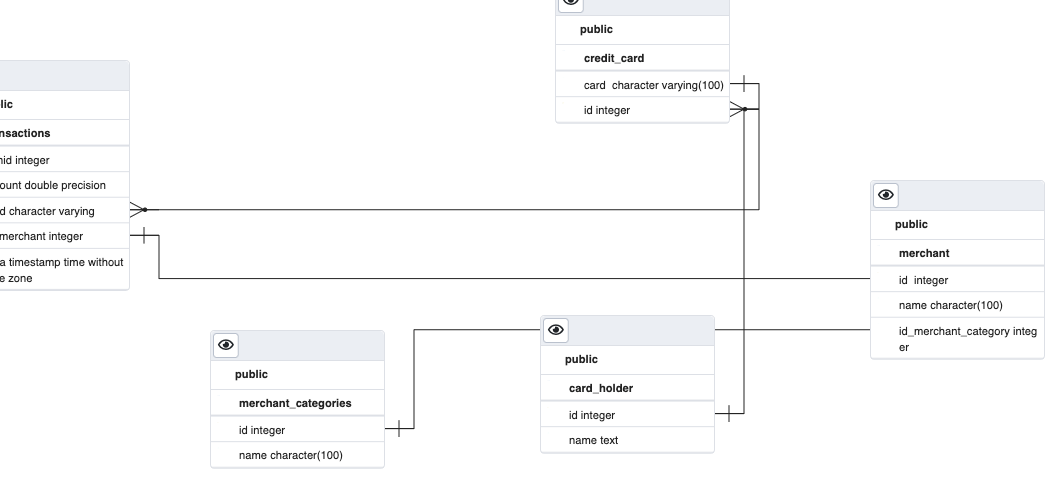 public
credit_card
card  character varying(100)
id integer
lic
nsactions
nid integer
ount double precision
d character varying
merchant integer
a timestamp time without
e zone
public
merchant
id  integer
name character(100)
id_merchant_category integ
er
public
merchant_categories
id integer
name character(100)
public
card_holder
id integer
name text